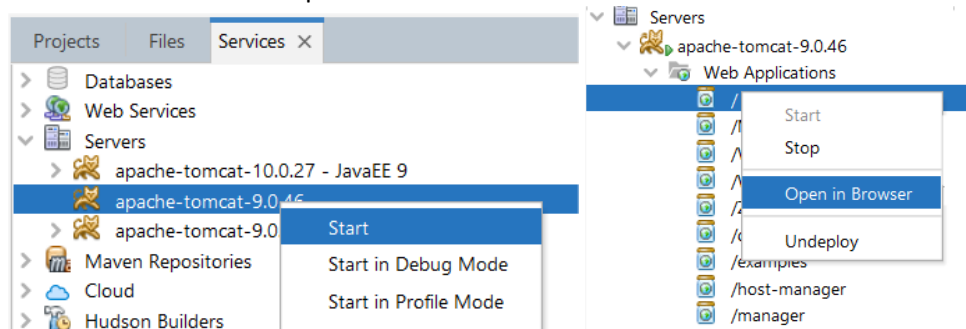 Projects Files Services
Databases
Web Services
Servers
apache-tomcat-10.0.27 - JavaEE 9
apache-tomcat-9.0.46
apache-tomcat-9.0
Maven Repositories
Cloud
Hudson Builders
Start
Start in Debug Mode
Start in Profile Mode
Servers
apache-tomcat-9.0.46
Web Applications
/
/examples
/host-manager
/manager
Start
Stop
Open in Browser
Undeploy